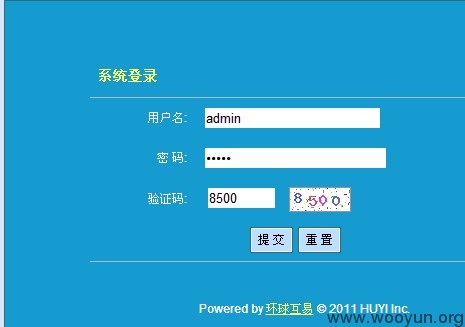 系统登录
用户名: admin
密 码: •••••
验证码: 8500 8500
提 交 重 置
Powered by 环球互易 © 2011 HUYI Inc
www.wooyun.org